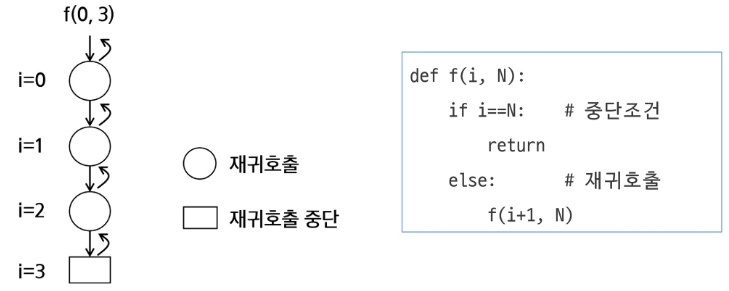 f(0, 3)
i=0
i=1
i=2
i=3
재귀호출
재귀호출 중단
def f(i, N):
    if i==N:    # 중단조건
        return
    else:       # 재귀호출
        f(i+1, N)